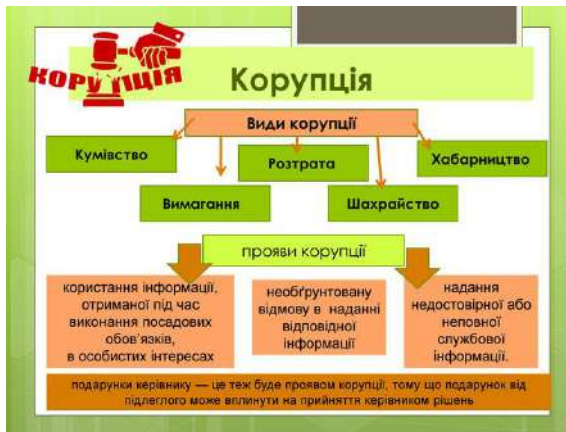 КОРУПЦІЯ
Корупція
Види корупції
Кумівство
Розтрата
Хабарництво
Вимагання
Шахрайство
прояви корупції
користання інформації,
отриманої під час
виконання посадових
обов'язків,
в особистих інтересах
необґрунтовану
відмову в наданні
відповідної
інформації
надання
недостовірної або
неповної
службової
інформації.
подарунки керівнику — це теж буде проявом корупції, тому що подарунок від
підлеглого може вплинути на прийняття керівником рішень